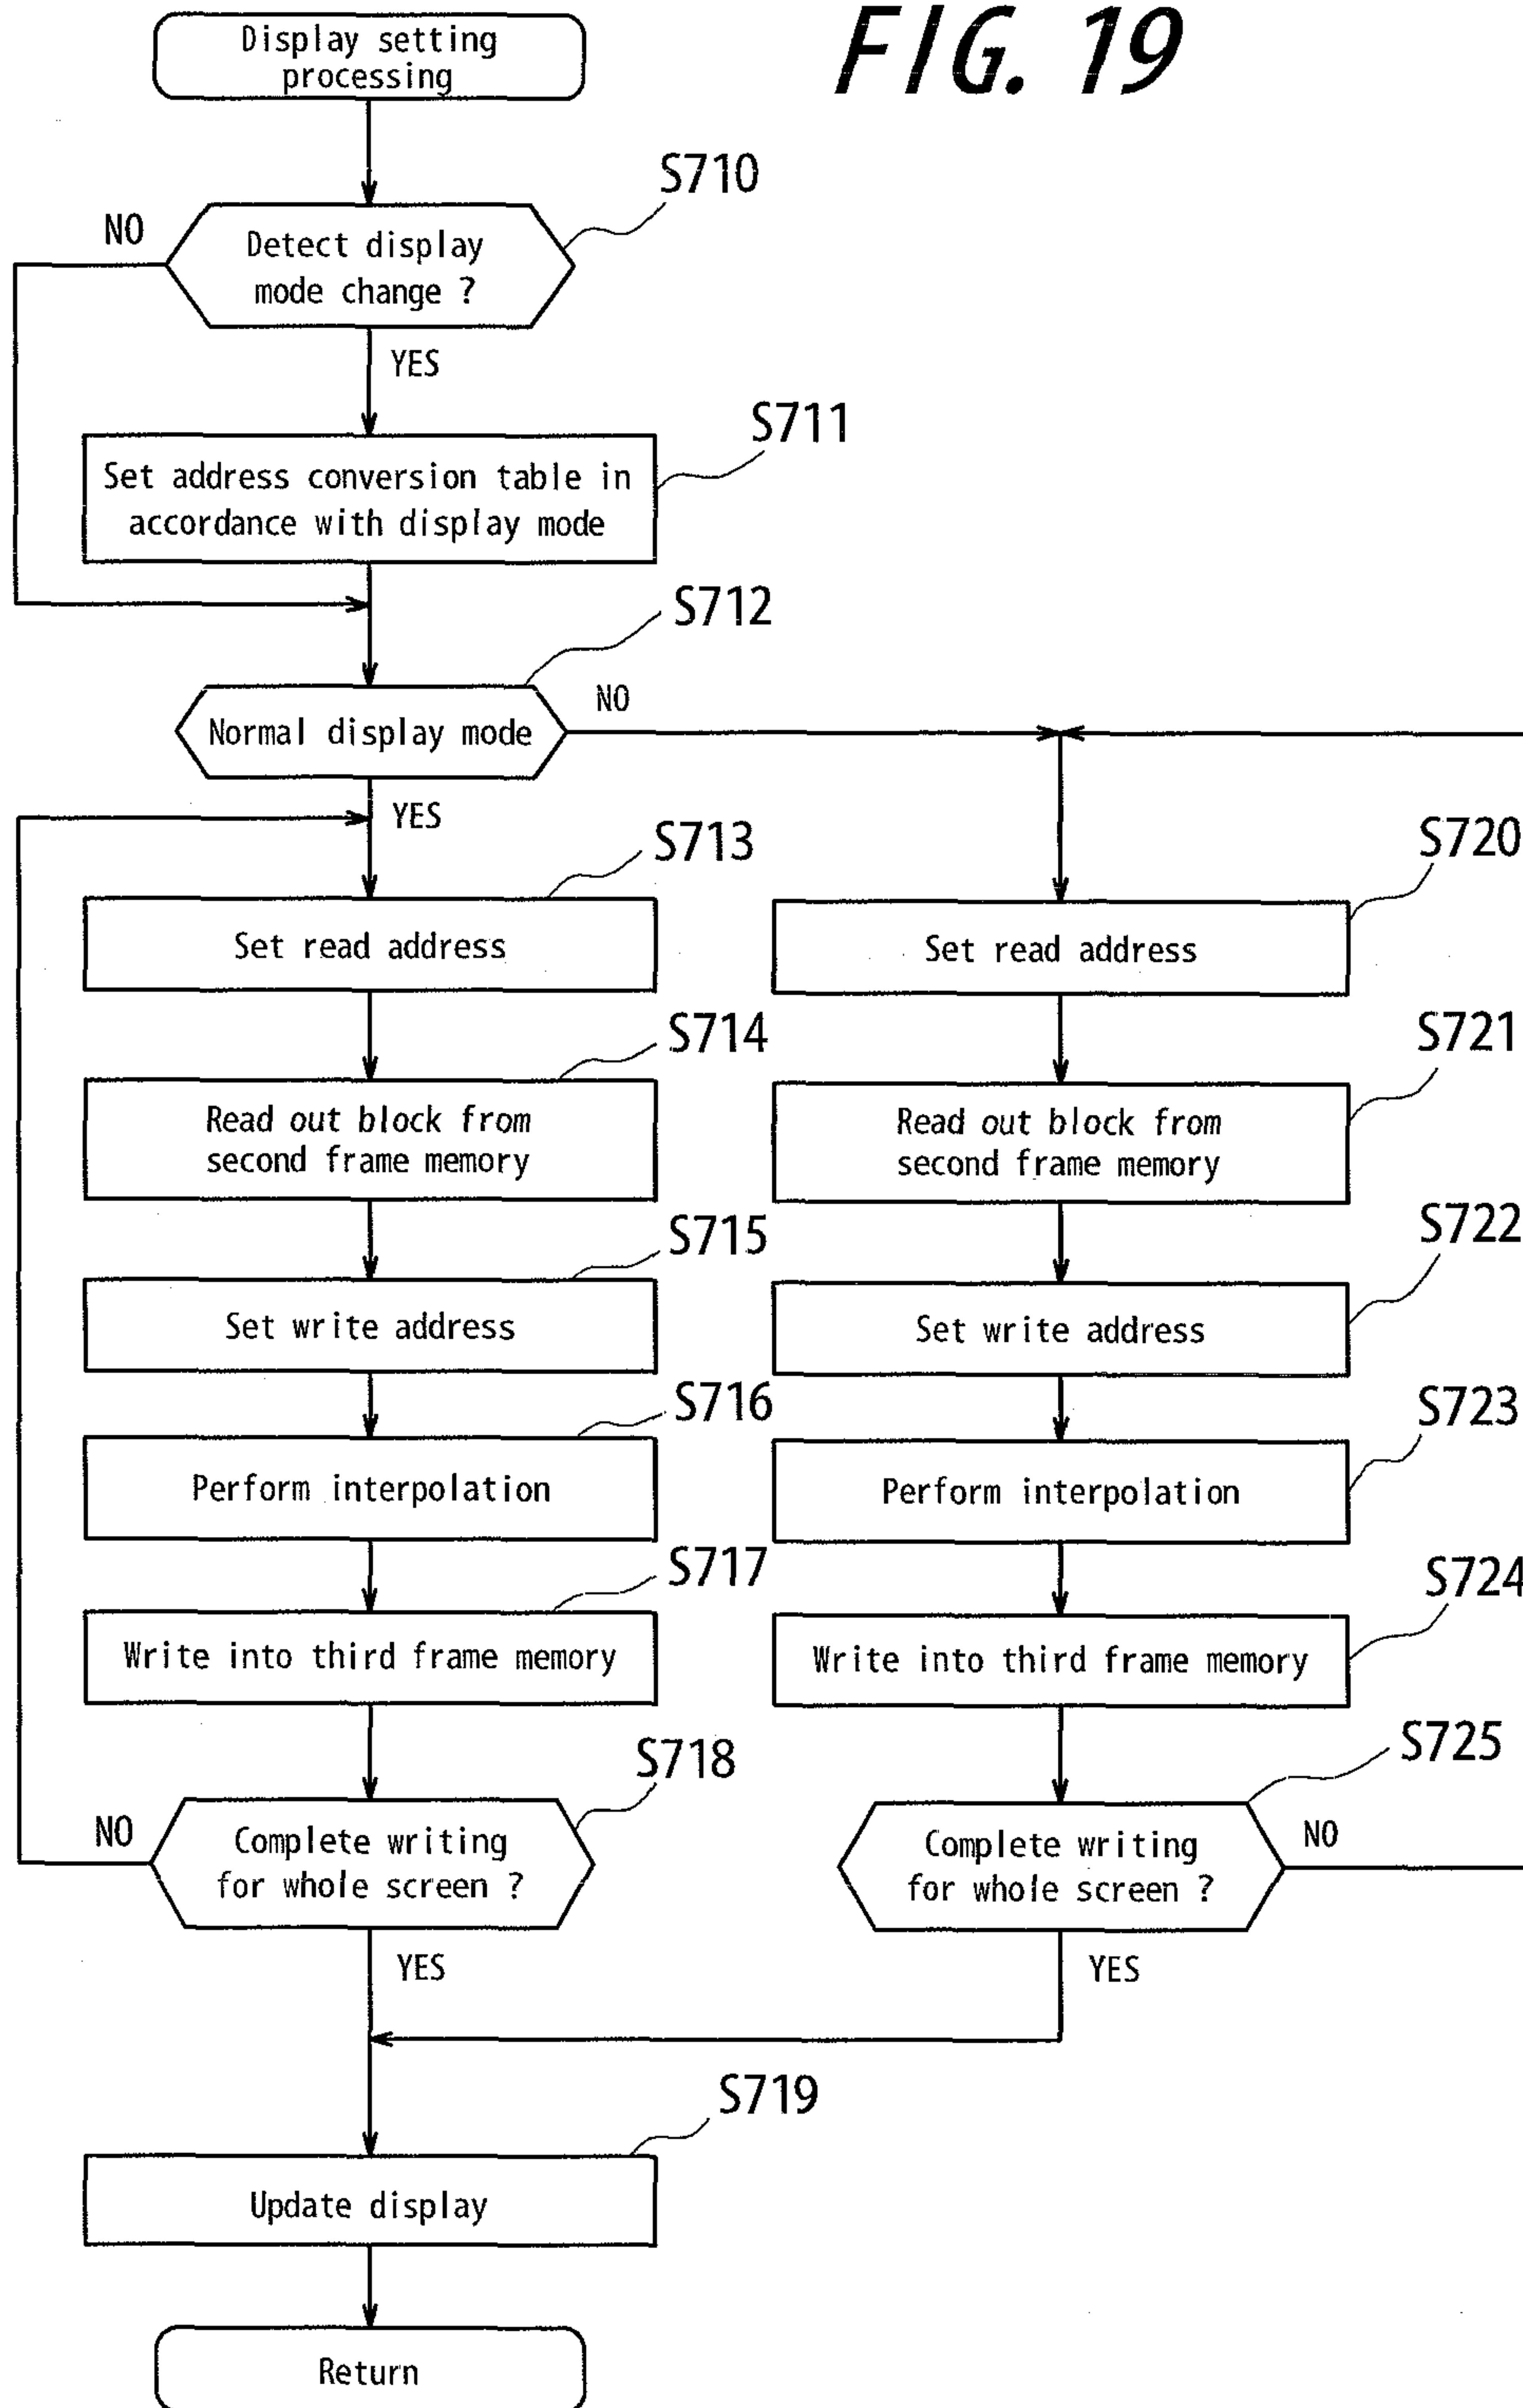 FIG. 19
Display setting
processing
S710
NO
Detect display
mode change ?
YES
S711
Set address conversion table in
accordance with display mode
S712
Normal display mode
NO
YES
S713
Set read address
S714
Read out block from
second frame memory
S715
Set write address
S716
Perform interpolation
S717
Write into third frame memory
S718
NO
Complete writing
for whole screen ?
YES
S720
Set read address
S721
Read out block from
second frame memory
S722
Set write address
S723
Perform interpolation
S724
Write into third frame memory
S725
Complete writing
for whole screen ?
NO
YES
S719
Update display
Return